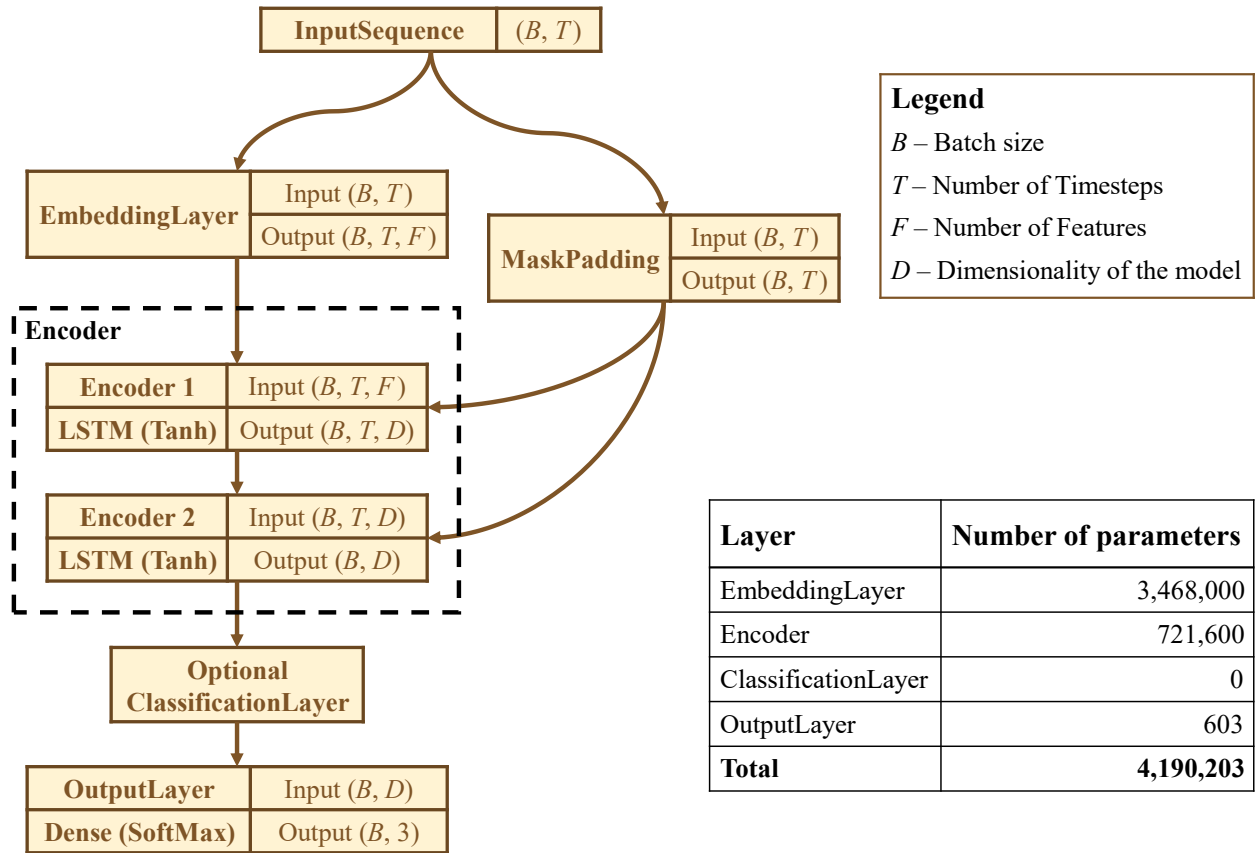 InputSequence (B, T)
Legend
B – Batch size
T – Number of Timesteps
F – Number of Features
D – Dimensionality of the model
EmbeddingLayer
Input (B, T)
Output (B, T, F)
MaskPadding
Input (B, T)
Output (B, T)
Encoder
Encoder 1 Input (B, T, F)
LSTM (Tanh) Output (B, T, D)
Encoder 2 Input (B, T, D)
LSTM (Tanh) Output (B, D)
Optional
ClassificationLayer
OutputLayer Input (B, D)
Dense (SoftMax) Output (B, 3)
Layer Number of parameters
EmbeddingLayer 3,468,000
Encoder 721,600
ClassificationLayer 0
OutputLayer 603
Total 4,190,203